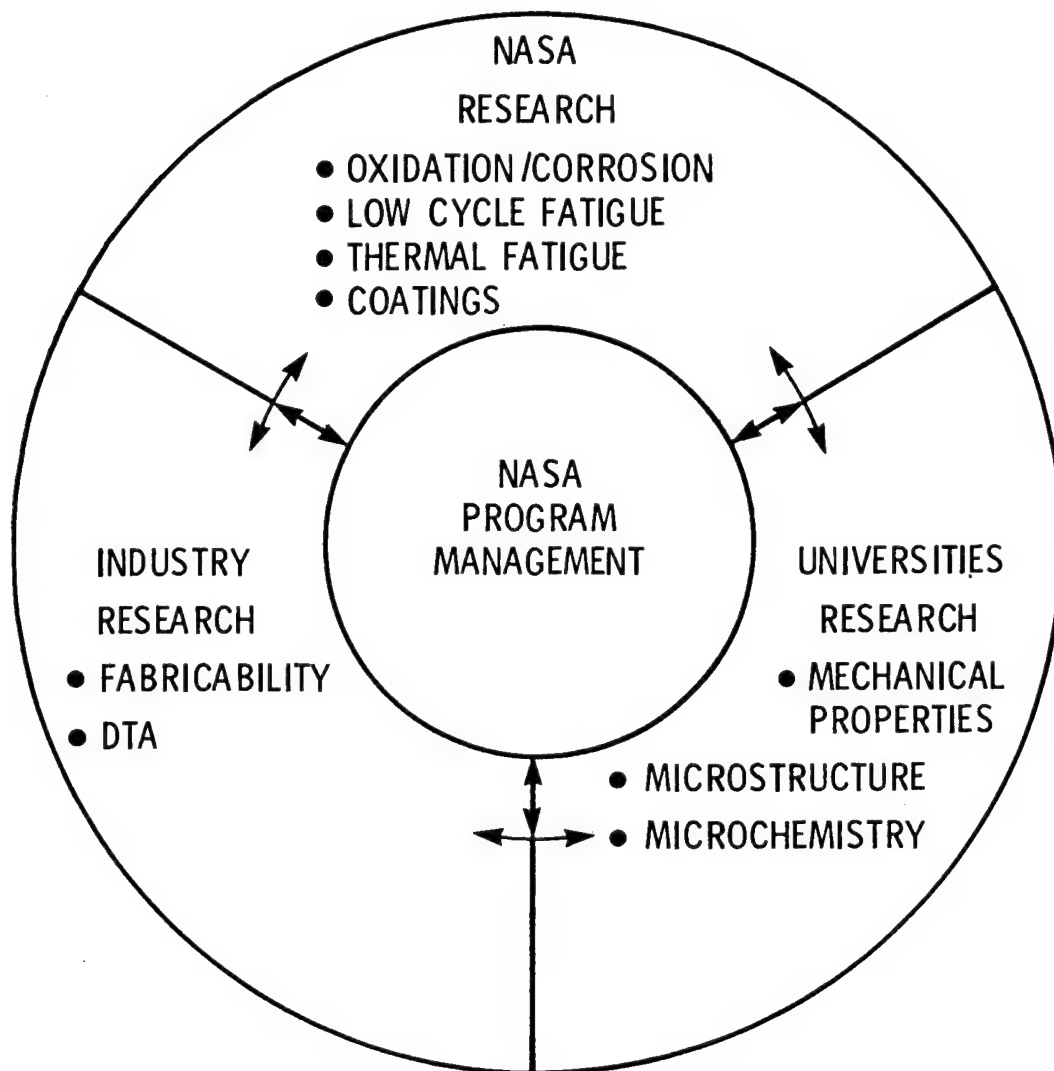 NASA
RESEARCH
● OXIDATION/CORROSION
● LOW CYCLE FATIGUE
● THERMAL FATIGUE
● COATINGS
NASA
PROGRAM
MANAGEMENT
INDUSTRY
RESEARCH
● FABRICABILITY
● DTA
UNIVERSITIES
RESEARCH
● MECHANICAL
PROPERTIES
● MICROSTRUCTURE
● MICROCHEMISTRY